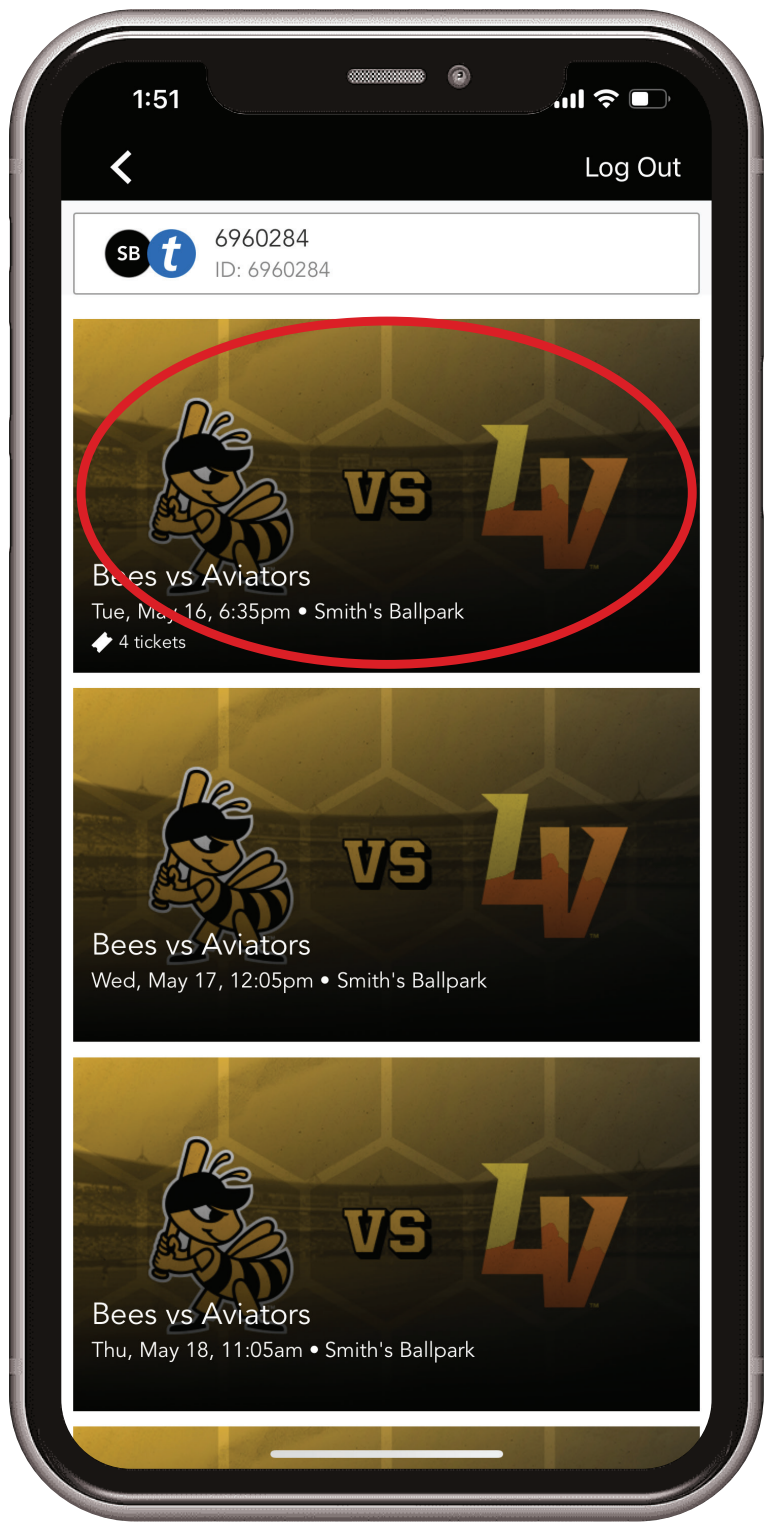 1:51
Log Out
SB t 6960284
ID: 6960284
VS LV
Bees vs Aviators
Tue, May 16, 6:35pm • Smith's Ballpark
4 tickets
VS LV
Bees vs Aviators
Wed, May 17, 12:05pm • Smith's Ballpark
VS LV
Bees vs Aviators
Thu, May 18, 11:05am • Smith's Ballpark